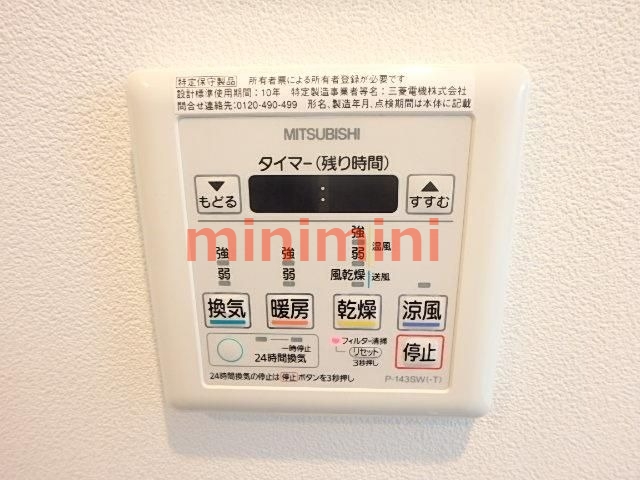 特定保守製品 所有者票による所有者登録が必要です
設計標準使用期間：10年 特定製造事業者等名：三菱電機株式会社
問合せ連絡先：0120-490-499 形名、製造年月、点検期間は本体に記載
MITSUBISHI
タイマー(残り時間)
▼ もどる
：
▲ すすむ
minimini
強 強 強 温風
弱 弱 弱
風乾燥 送風
換気 暖房 乾燥 涼風
一時停止
24時間換気
フィルター清掃
リセット
3秒押し
停止
24時間換気の停止は 停止 ボタンを3秒押し
P-143SW(-T)